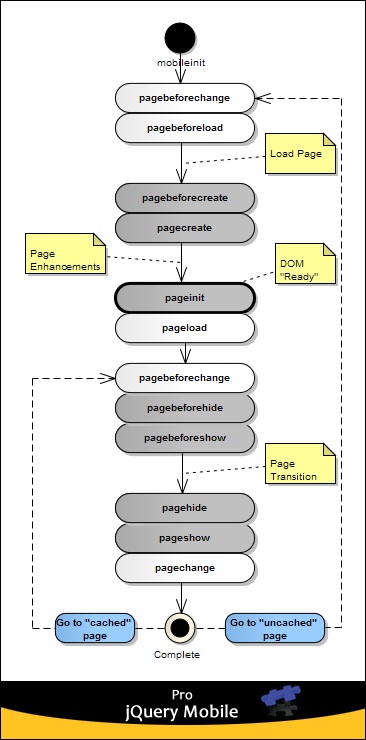 mobileinit
pagebeforechange
pagebeforeload
Load Page
pagebeforecreate
pagecreate
Page
Enhancements
DOM
"Ready"
pageinit
pageload
pagebeforechange
pagebeforehide
pagebeforeshow
Page
Transition
pagehide
pageshow
pagechange
Go to "cached"
page
Go to "uncached"
page
Complete
Pro
jQuery Mobile